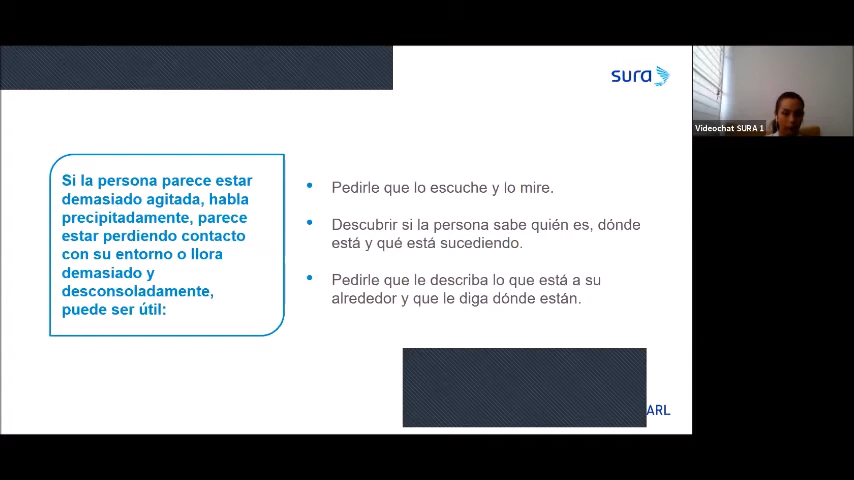 sura
Videochat SURA 1
Si la persona parece estar
demasiado agitada, habla
precipitadamente, parece
estar perdiendo contacto
con su entorno o llora
demasiado y
desconsoladamente,
puede ser útil:
• Pedirle que lo escuche y lo mire.
• Descubrir si la persona sabe quién es, dónde
está y qué está sucediendo.
• Pedirle que le describa lo que está a su
alrededor y que le diga dónde están.
ARL